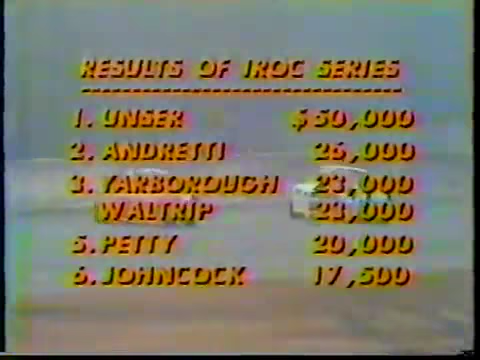 RESULTS OF IROC SERIES
1. UNSER $50,000
2. ANDRETTI 26,000
3. YARBOROUGH 23,000
WALTRIP 23,000
5. PETTY 20,000
6. JOHNCOCK 17,500